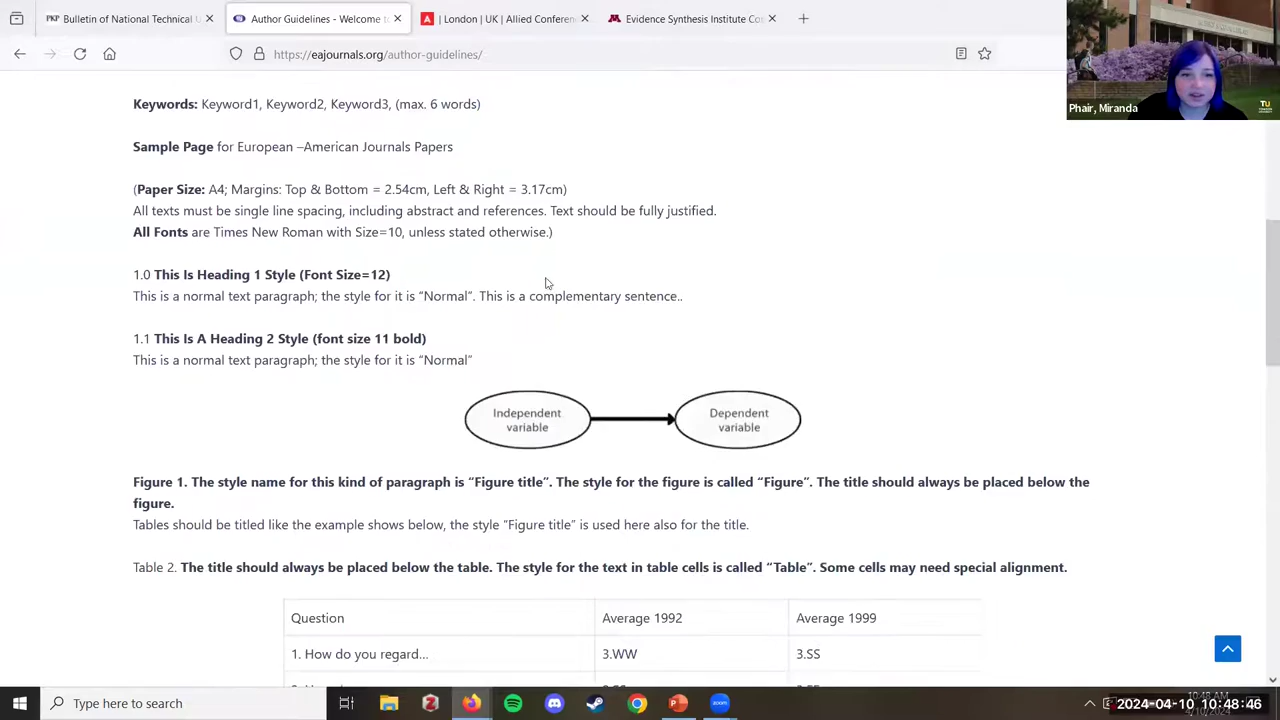 Bulletin of National Technical U
Author Guidelines - Welcome to
| London | UK | Allied Conferen
Evidence Synthesis Institute Co
https://eajournals.org/author-guidelines/
Phair, Miranda
TU
Keywords: Keyword1, Keyword2, Keyword3, (max. 6 words)
Sample Page for European –American Journals Papers
(Paper Size: A4; Margins: Top & Bottom = 2.54cm, Left & Right = 3.17cm)
All texts must be single line spacing, including abstract and references. Text should be fully justified.
All Fonts are Times New Roman with Size=10, unless stated otherwise.)
1.0 This Is Heading 1 Style (Font Size=12)
This is a normal text paragraph; the style for it is “Normal”. This is a complementary sentence..
1.1 This Is A Heading 2 Style (font size 11 bold)
This is a normal text paragraph; the style for it is “Normal”
Independent
variable
Dependent
variable
Figure 1. The style name for this kind of paragraph is “Figure title”. The style for the figure is called “Figure”. The title should always be placed below the
figure.
Tables should be titled like the example shows below, the style “Figure title” is used here also for the title.
Table 2. The title should always be placed below the table. The style for the text in table cells is called “Table”. Some cells may need special alignment.
Question Average 1992 Average 1999
1. How do you regard... 3.WW 3.SS
Type here to search
10:48 AM
2024-04-10 10:48:46
4/10/2024